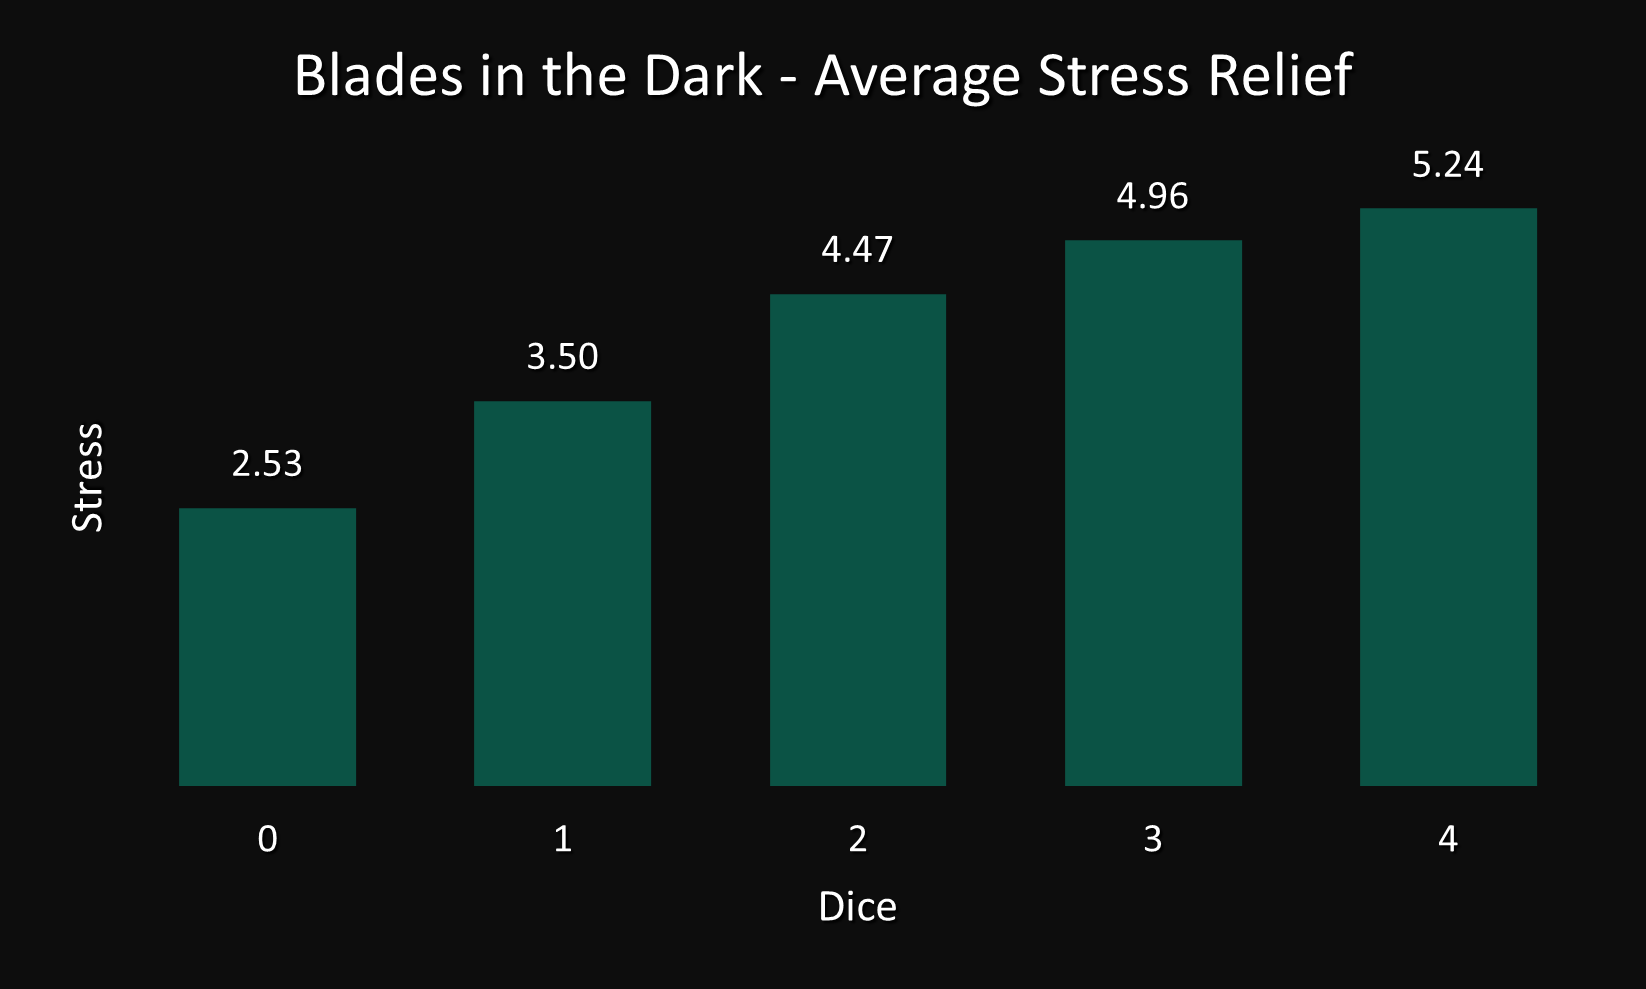 Blades in the Dark - Average Stress Relief
5.24
4.96
4.47
3.50
2.53
Stress
0 1 2 3 4
Dice